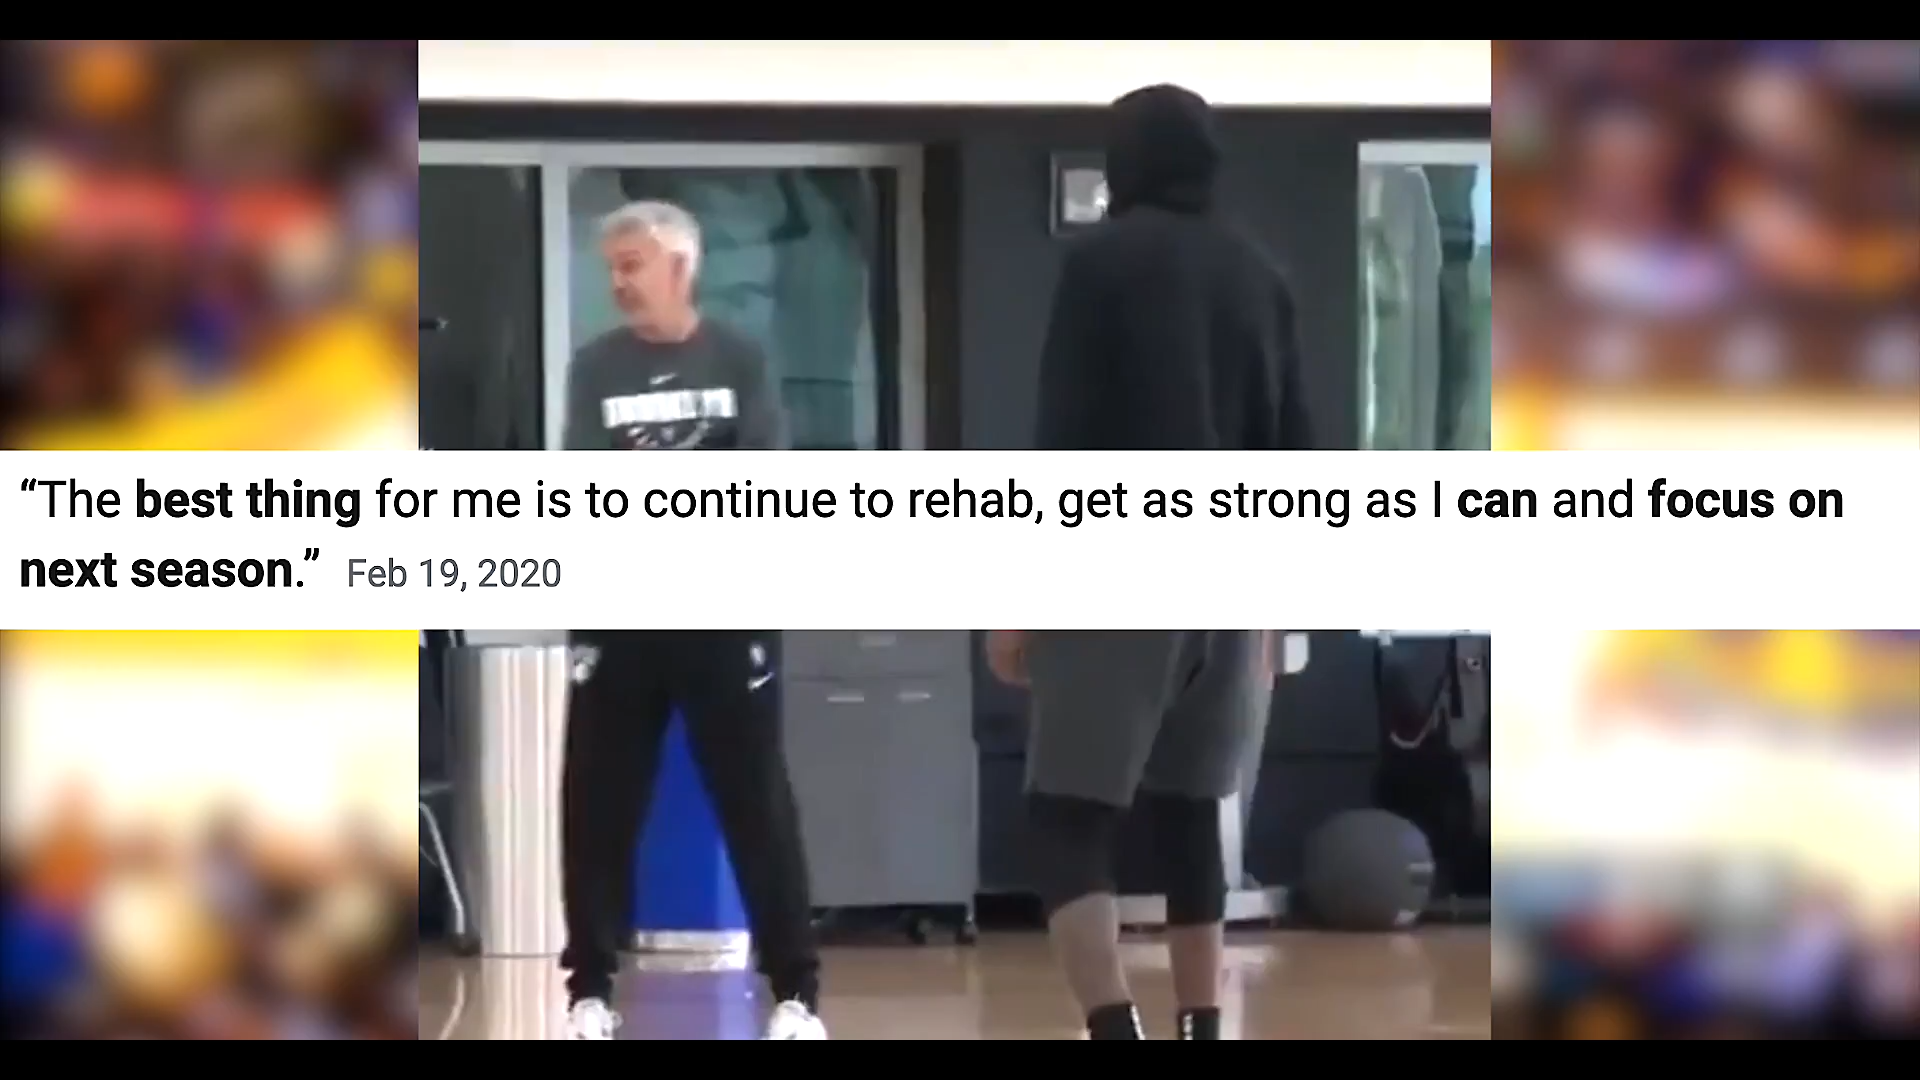 BROOKLYN
“The best thing for me is to continue to rehab, get as strong as I can and focus on
next season.” Feb 19, 2020